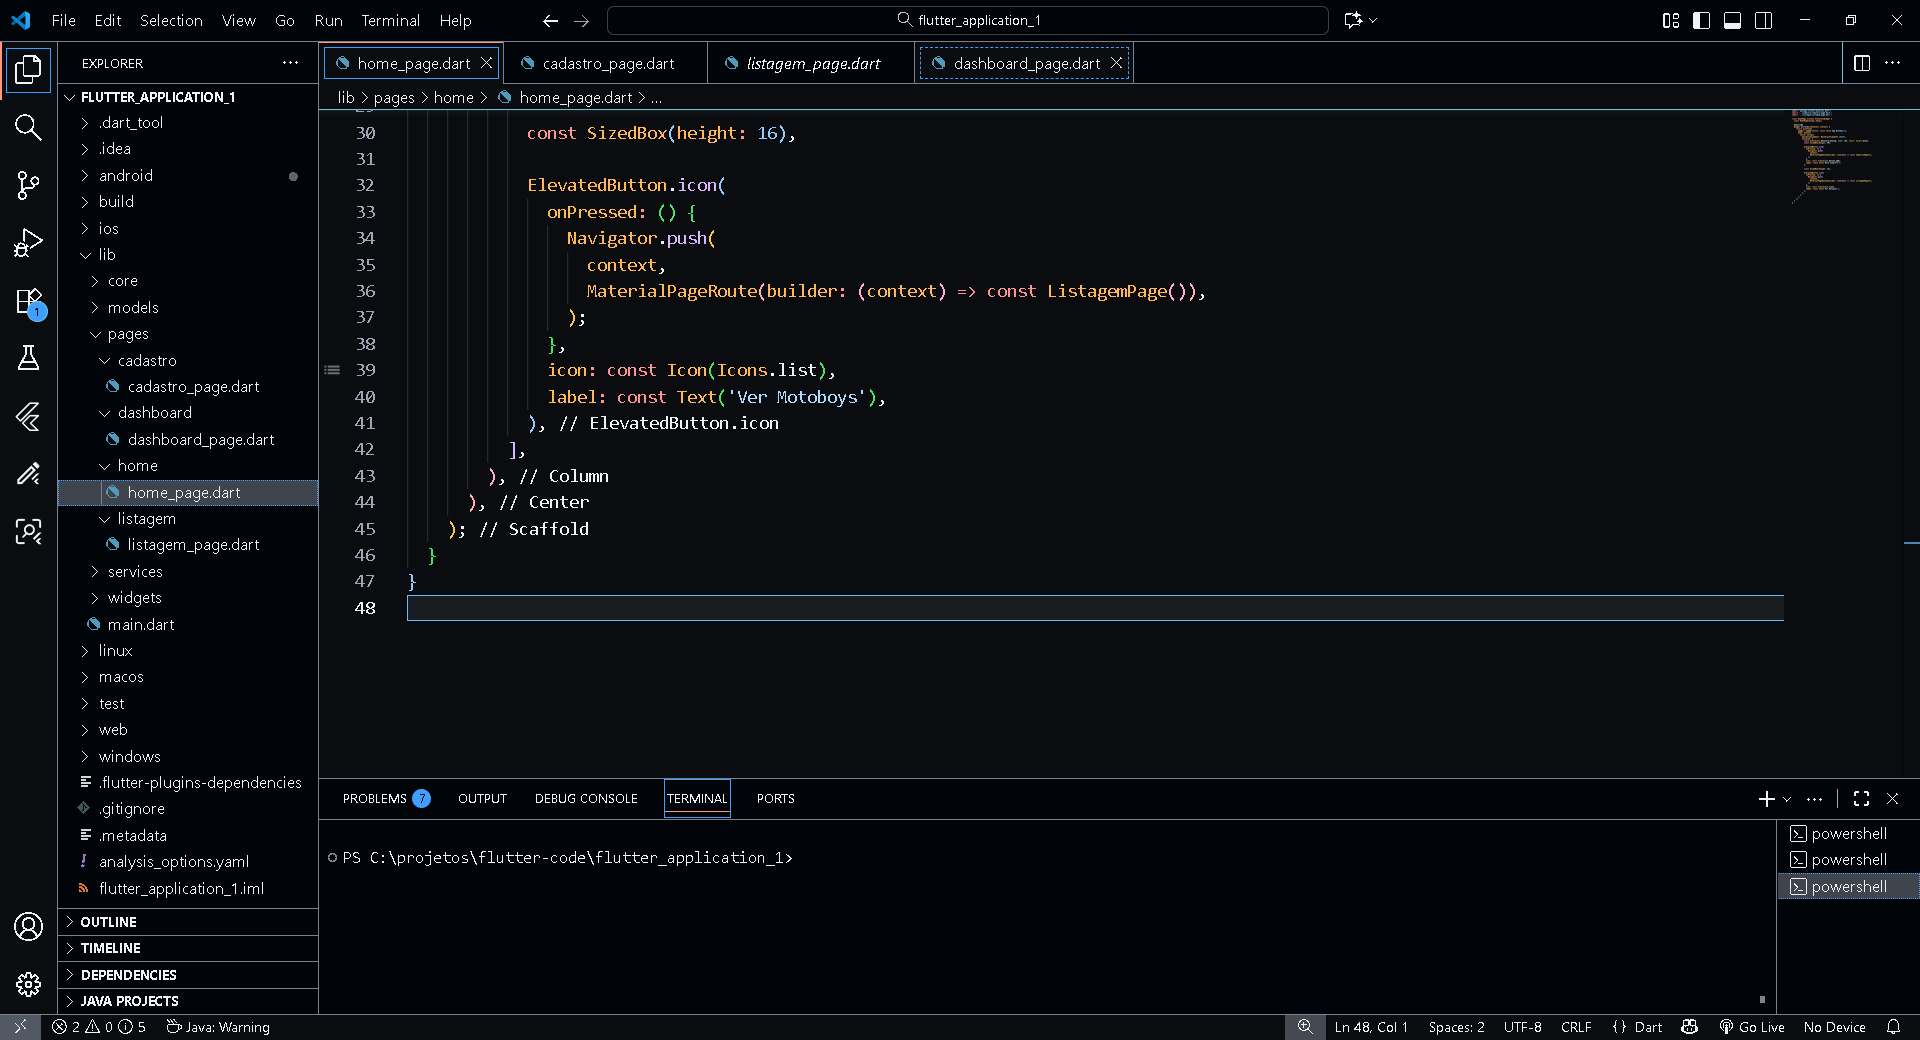 File Edit Selection View Go Run Terminal Help
flutter_application_1
EXPLORER
FLUTTER_APPLICATION_1
.dart_tool
.idea
android
build
ios
lib
core
models
pages
cadastro
cadastro_page.dart
dashboard
dashboard_page.dart
home
home_page.dart
listagem
listagem_page.dart
services
widgets
main.dart
linux
macos
test
web
windows
.flutter-plugins-dependencies
.gitignore
.metadata
analysis_options.yaml
flutter_application_1.iml
OUTLINE
TIMELINE
DEPENDENCIES
JAVA PROJECTS
1
home_page.dart cadastro_page.dart listagem_page.dart dashboard_page.dart
lib > pages > home > home_page.dart > ...
30 const SizedBox(height: 16),
31
32 ElevatedButton.icon(
33 onPressed: () {
34 Navigator.push(
35 context,
36 MaterialPageRoute(builder: (context) => const ListagemPage()),
37 );
38 },
39 icon: const Icon(Icons.list),
40 label: const Text('Ver Motoboys'),
41 ), // ElevatedButton.icon
42 ],
43 ), // Column
44 ), // Center
45 ); // Scaffold
46 }
47 }
48
PROBLEMS 7 OUTPUT DEBUG CONSOLE TERMINAL PORTS
PS C:\projetos\flutter-code\flutter_application_1>
powershell
powershell
powershell
2 0 5 Java: Warning
Ln 48, Col 1 Spaces: 2 UTF-8 CRLF {} Dart Go Live No Device